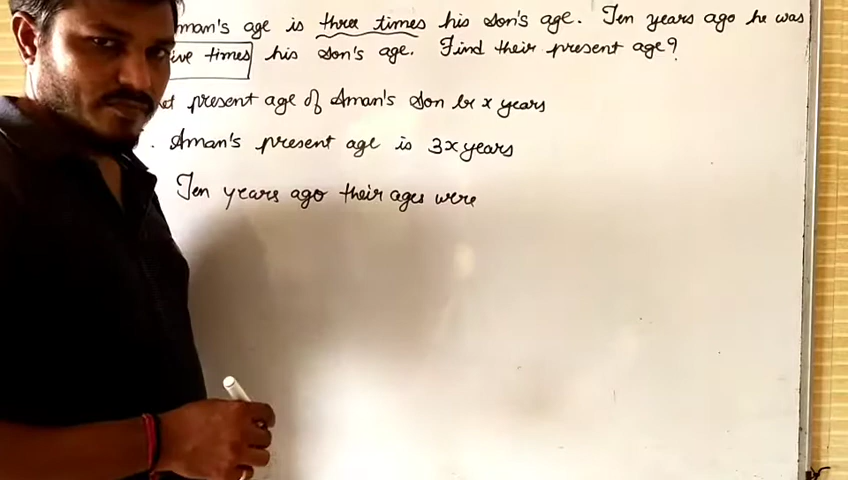 man's age is three times his son's age. Ten years ago he was
ive times his son's age. Find their present age?
et present age of Aman's son be x years
. Aman's present age is 3x years
Ten years ago their ages were